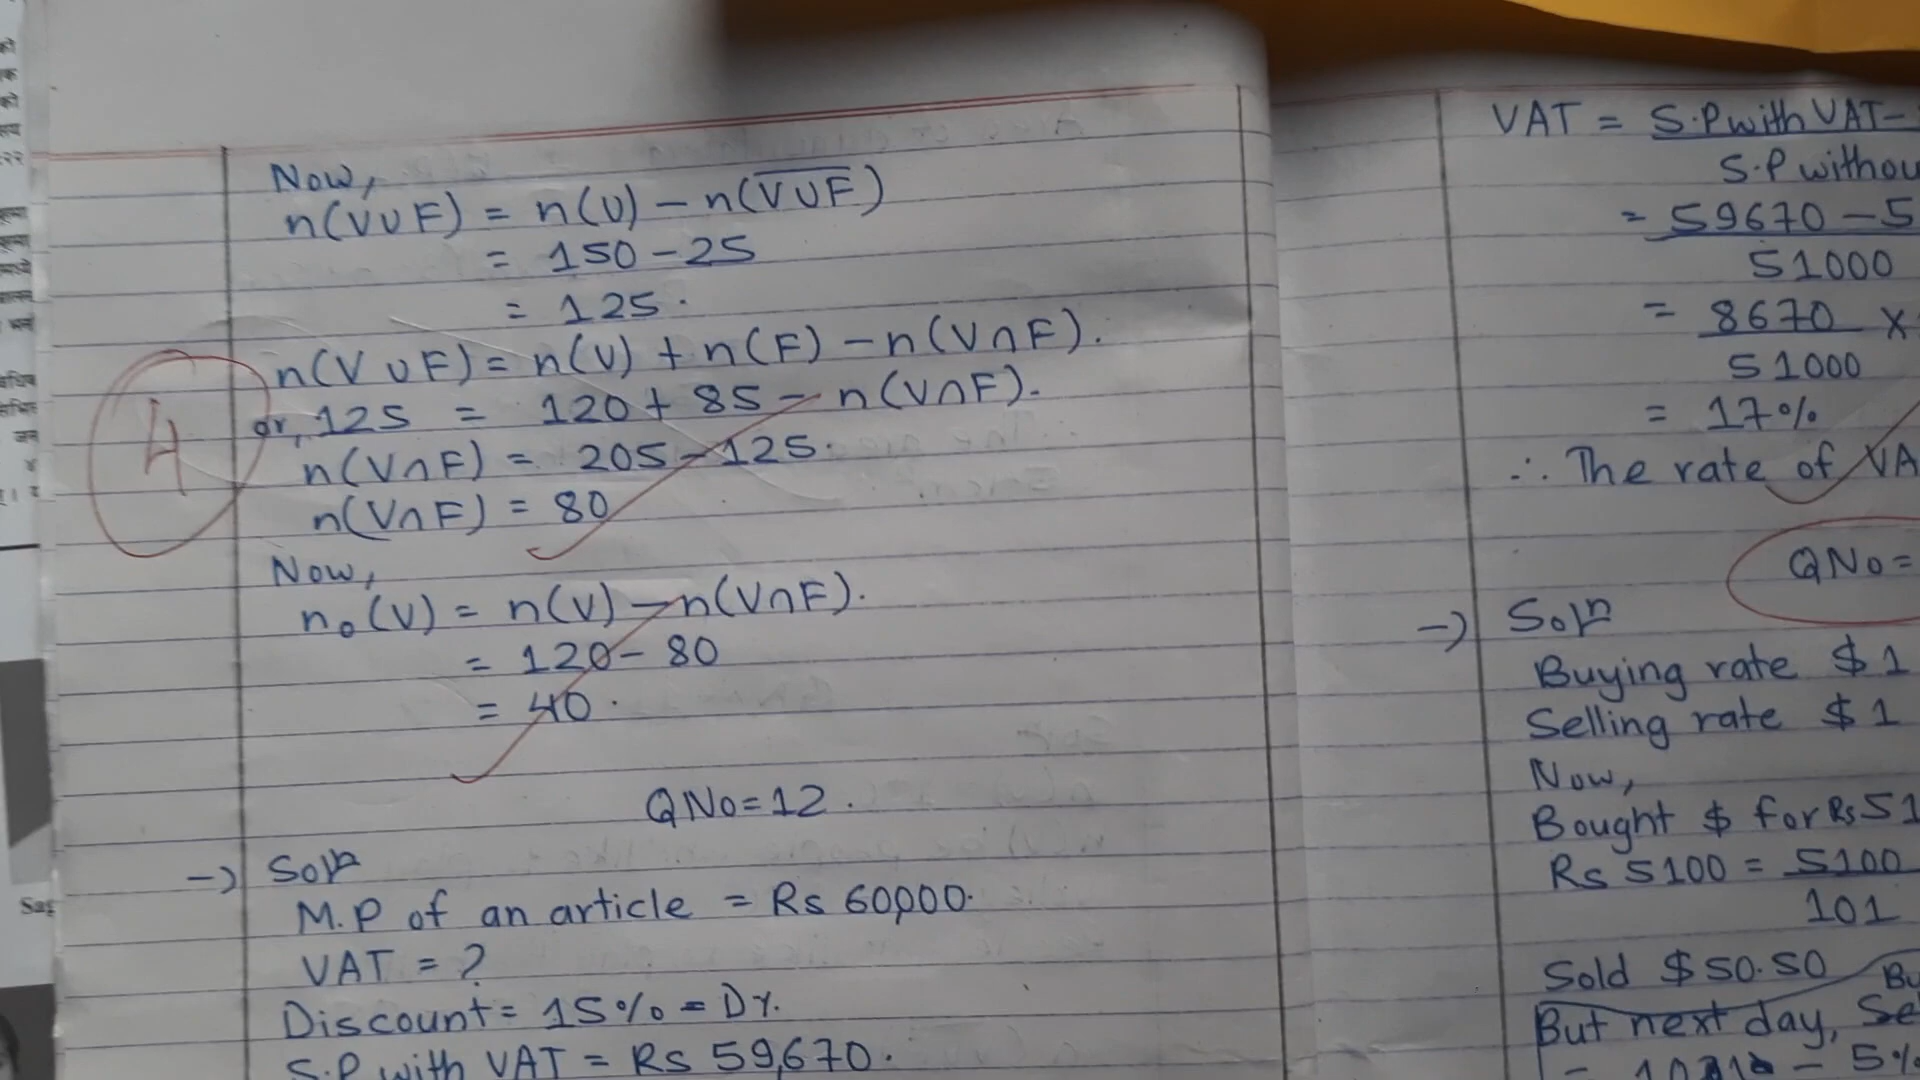 Now,
n(V∪F) = n(U) – n(V∪F)̅
= 150 – 25
= 125.
n(V∪F) = n(V) + n(F) – n(V∩F).
or, 125 = 120 + 85 – n(V∩F).
n(V∩F) = 205 – 125.
n(V∩F) = 80
4
Now,
n₀(V) = n(V) – n(V∩F).
= 120 – 80
= 40.
QNo = 12.
→) Solⁿ
M.P of an article = Rs 60,000.
VAT = ?
Discount = 15% = D%.
S.P with VAT = Rs 59,670.
VAT = S.P with VAT –
S.P withou
= 59670 – 5
51000
= 8670 ×
51000
= 17%
∴ The rate of VA
QNo =
→) Solⁿ
Buying rate $1
Selling rate $1
Now,
Bought $ for Rs 51
Rs 5100 = 5100
101
Sold $50.50
Bu
But next day, Se
– 5%